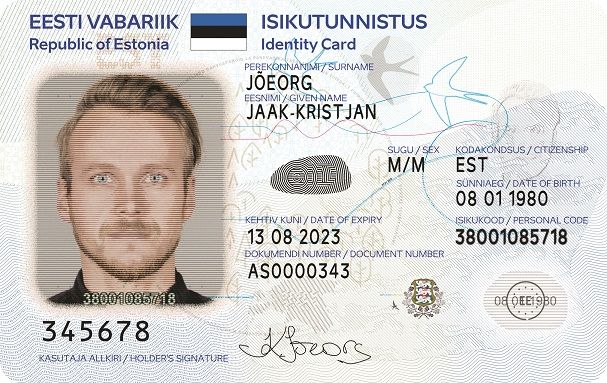 EESTI VABARIIK
Republic of Estonia
ISIKUTUNNISTUS
Identity Card
PEREKONNANIMI / SURNAME
JÕEORG
EESNIMI / GIVEN NAME
JAAK-KRISTJAN
SUGU / SEX
M/M
KODAKONDSUS / CITIZENSHIP
EST
SÜNNIAEG / DATE OF BIRTH
08 01 1980
KEHTIV KUNI / DATE OF EXPIRY
13 08 2023
ISIKUKOOD / PERSONAL CODE
38001085718
DOKUMENDI NUMBER / DOCUMENT NUMBER
AS0000343
38001085718
345678
KASUTAJA ALLKIRI / HOLDER'S SIGNATURE
KJoeorg
08 01 1980
EE